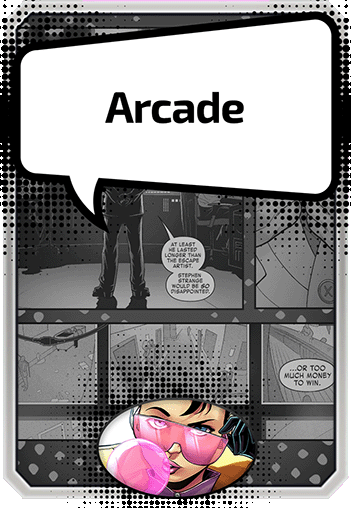 Arcade
AT LEAST
HE LASTED
LONGER THAN
THE ESCAPE
ARTIST.
STEPHEN
STRANGE
WOULD BE SO
DISAPPOINTED.
...OR TOO
MUCH MONEY
TO WIN.